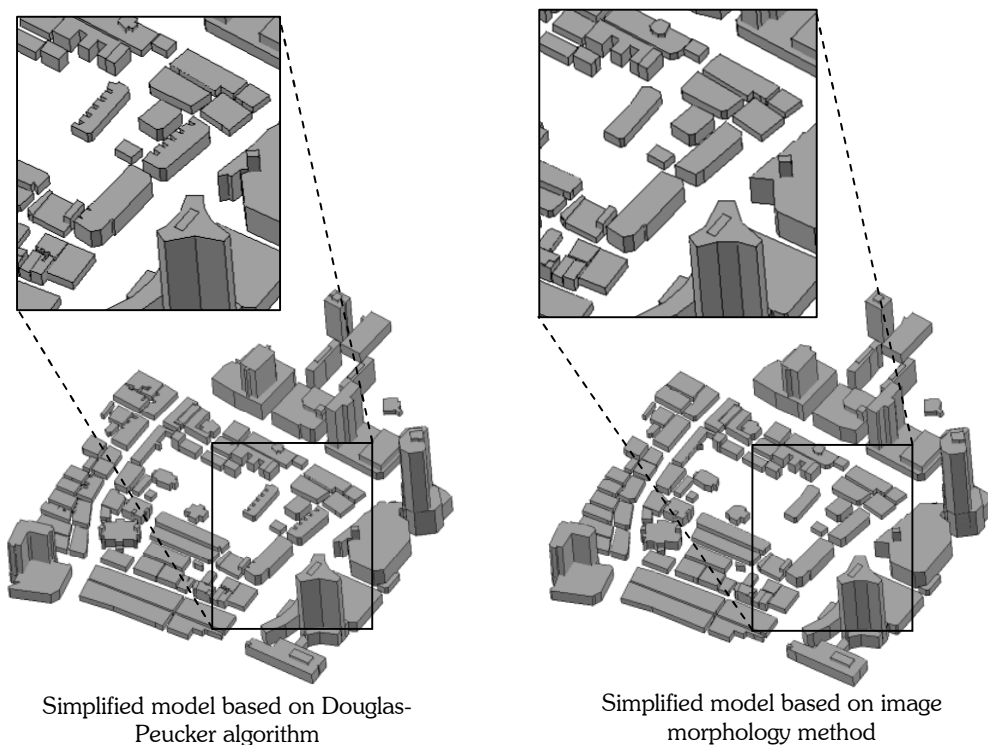 Simplified model based on Douglas-
Peucker algorithm
Simplified model based on image
morphology method